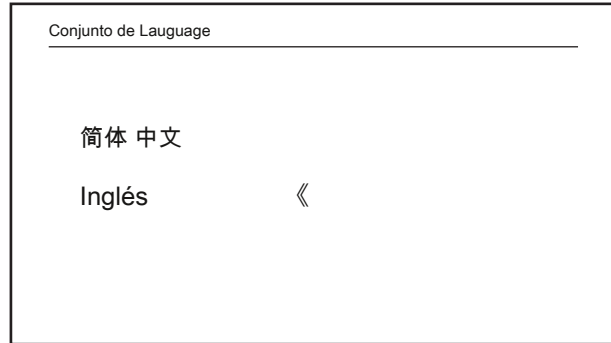 Conjunto de Lauguage
简体 中文
Inglés 《